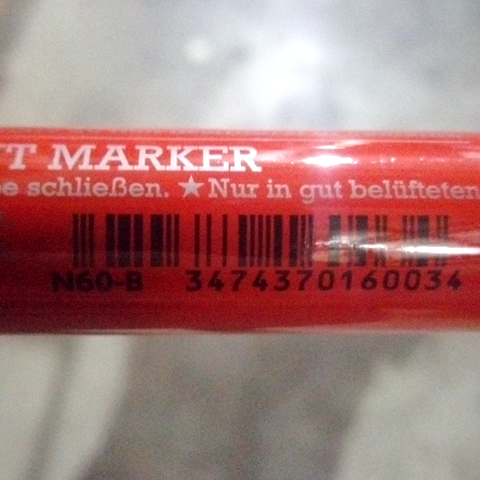 MARKER
schließen. ★ Nur in gut belüfteten
N60-B 3474370160034